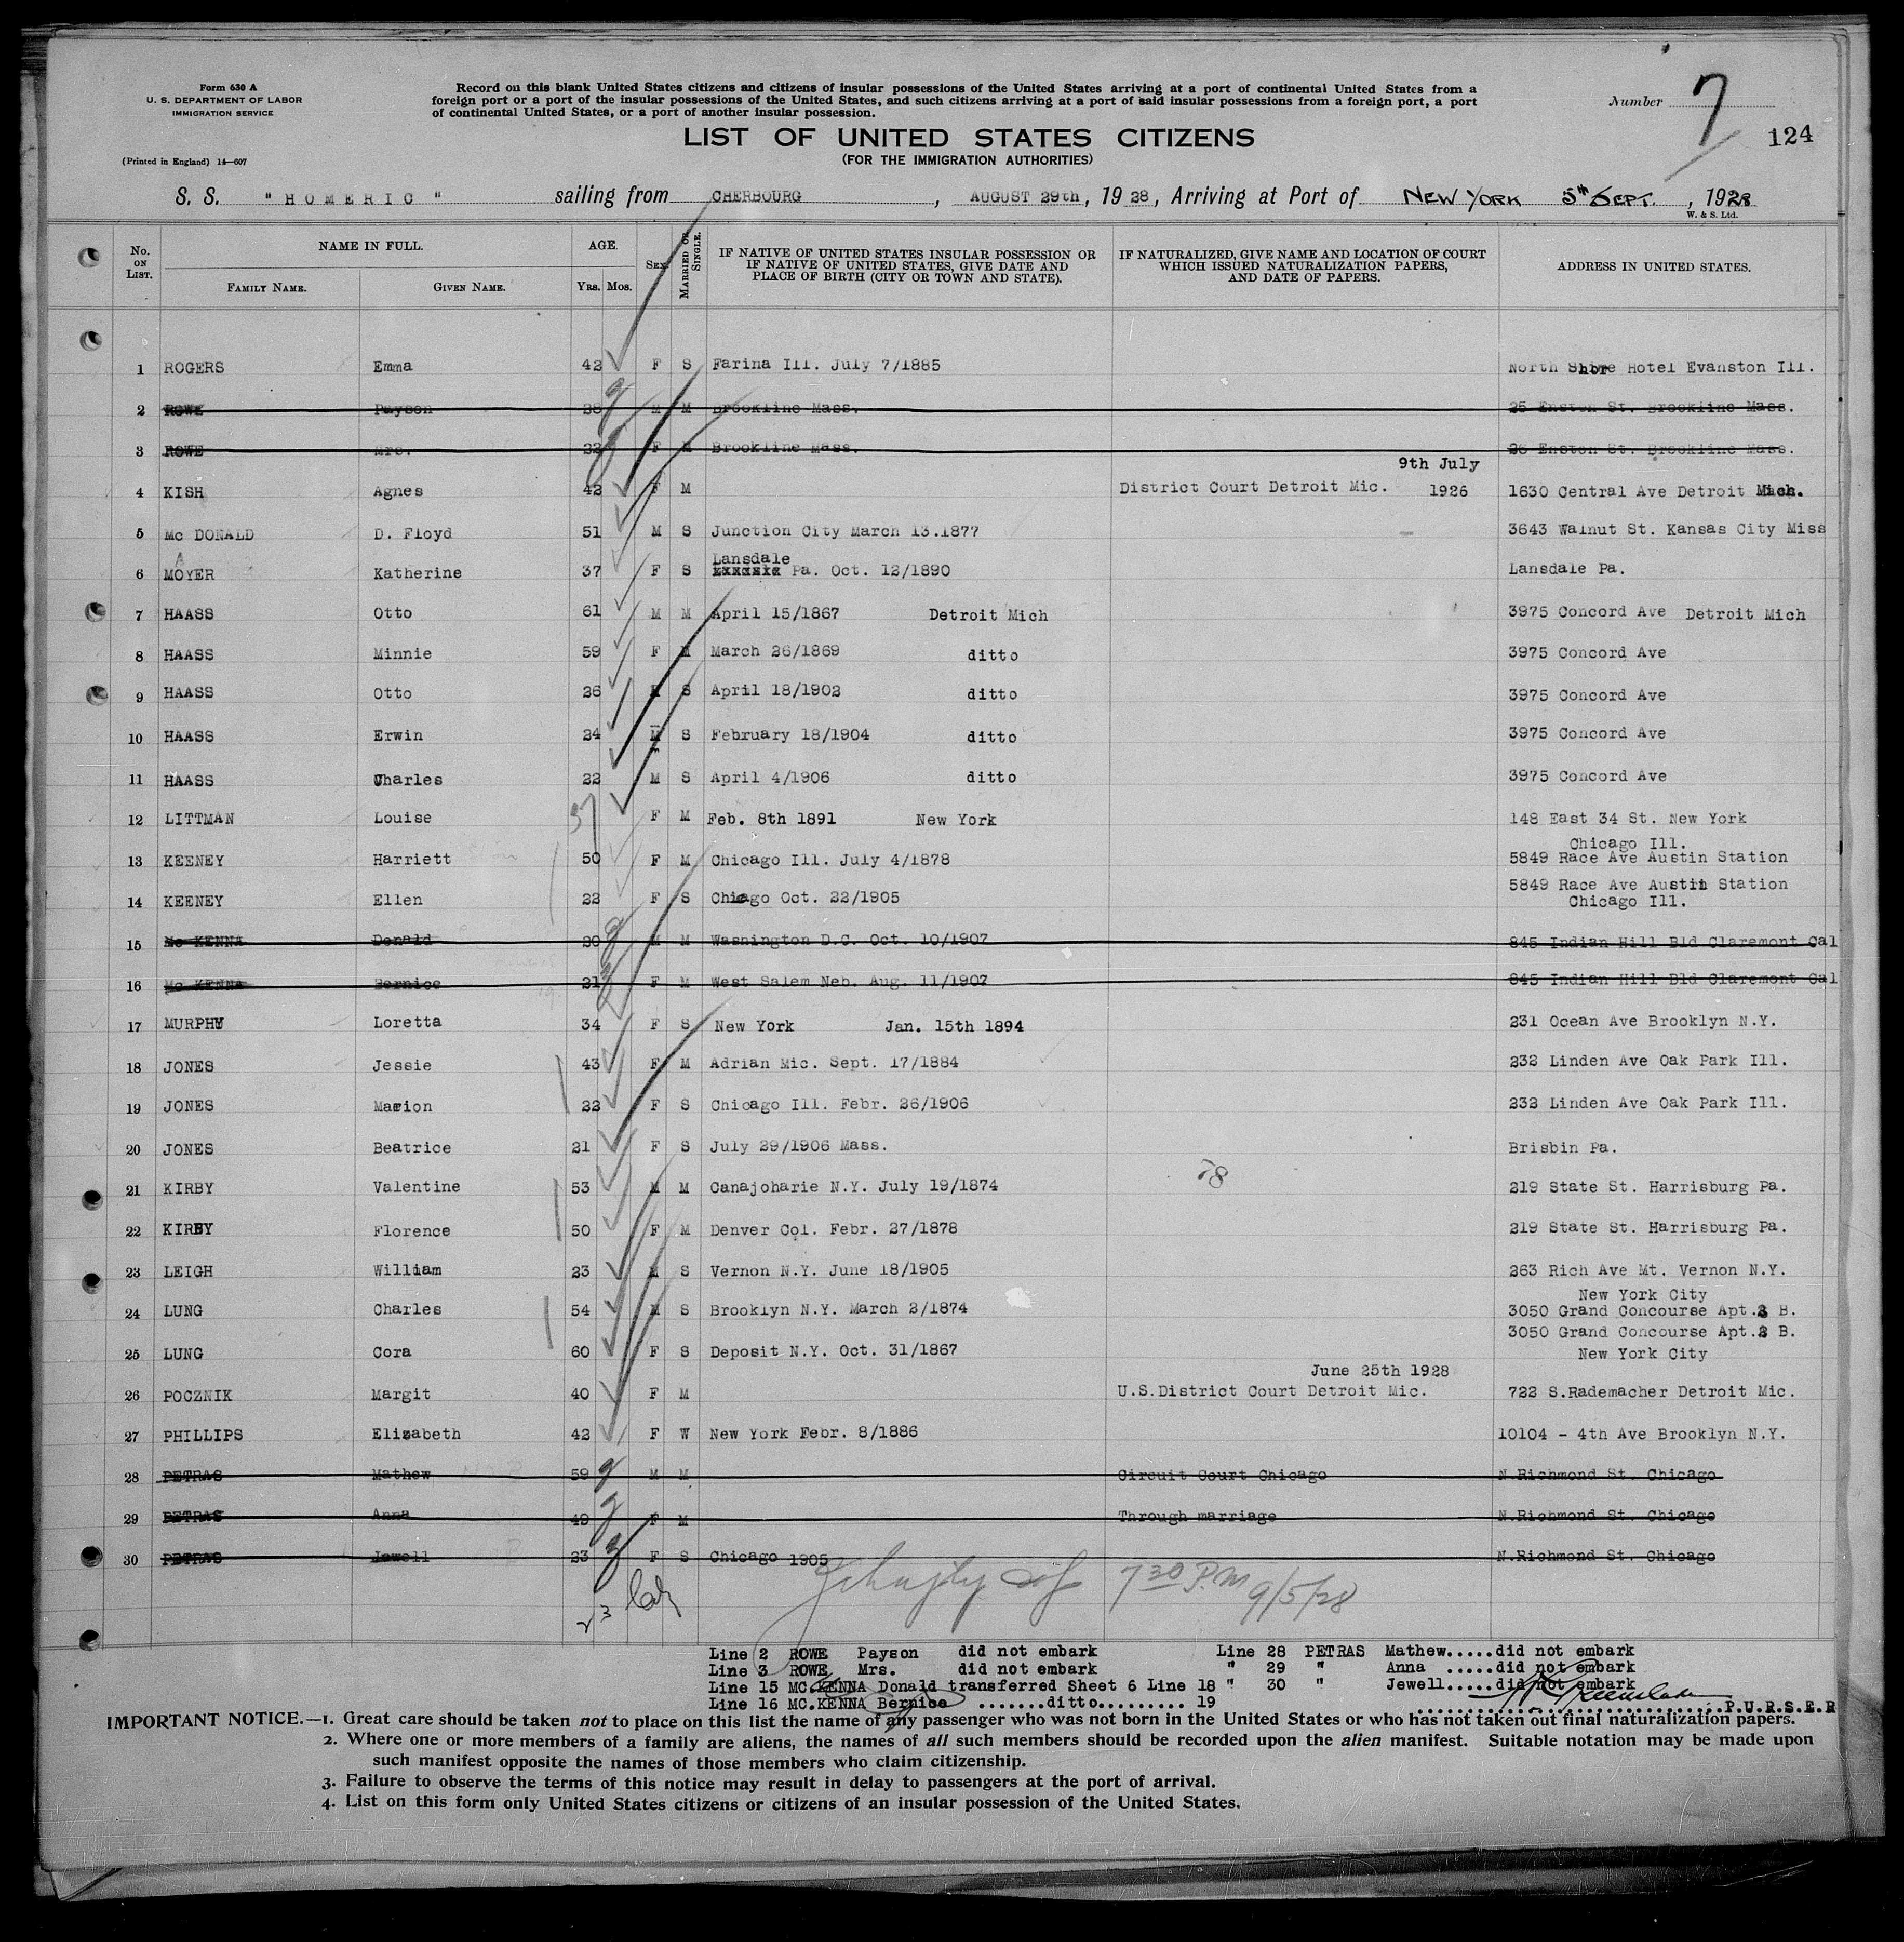 Form 630 A
U. S. DEPARTMENT OF LABOR
IMMIGRATION SERVICE
(Printed in England) 14—607
Record on this blank United States citizens and citizens of insular possessions of the United States arriving at a port of continental United States from a
foreign port or a port of the insular possessions of the United States, and such citizens arriving at a port of said insular possessions from a foreign port, a port
of continental United States, or a port of another insular possession.
Number 7
124
LIST OF UNITED STATES CITIZENS
(FOR THE IMMIGRATION AUTHORITIES)
S. S. "HOMERIC" sailing from CHERBOURG, AUGUST 29th, 1928, Arriving at Port of NEW YORK 5th SEPT., 1928
W. & S. Ltd.
No. ON LIST. NAME IN FULL. FAMILY NAME. GIVEN NAME. AGE. YRS. MOS. SEX. MARRIED OR SINGLE. IF NATIVE OF UNITED STATES INSULAR POSSESSION OR IF NATIVE OF UNITED STATES, GIVE DATE AND PLACE OF BIRTH (CITY OR TOWN AND STATE). IF NATURALIZED, GIVE NAME AND LOCATION OF COURT WHICH ISSUED NATURALIZATION PAPERS, AND DATE OF PAPERS. ADDRESS IN UNITED STATES.
1 ROGERS Emma 42 F S Farina Ill. July 7/1885 North Shore Hotel Evanston Ill.
2 ROWE Payson 38 M M Brookline Mass. 25 Enston St. Brookline Mass.
3 ROWE Mrs. 32 F M Brookline Mass. 25 Enston St. Brookline Mass.
9th July
4 KISH Agnes 42 F M District Court Detroit Mic. 1926 1630 Central Ave Detroit Mich.
5 Mc DONALD D. Floyd 51 M S Junction City March 13.1877 3643 Walnut St. Kansas City Miss
A Lansdale
6 MOYER Katherine 37 F S Pa. Oct. 12/1890 Lansdale Pa.
7 HAASS Otto 61 M M April 15/1867 Detroit Mich 3975 Concord Ave Detroit Mich
8 HAASS Minnie 59 F M March 26/1869 ditto 3975 Concord Ave
9 HAASS Otto 26 M S April 18/1902 ditto 3975 Concord Ave
10 HAASS Erwin 24 M S February 18/1904 ditto 3975 Concord Ave
11 HAASS Charles 22 M S April 4/1906 ditto 3975 Concord Ave
12 LITTMAN Louise 37 F M Feb. 8th 1891 New York 148 East 34 St. New York
Chicago Ill.
13 KEENEY Harriett 50 F M Chicago Ill. July 4/1878 5849 Race Ave Austin Station
14 KEENEY Ellen 22 F S Chiago Oct. 22/1905 5849 Race Ave Austin Station
Chicago Ill.
15 Mc KENNA Donald 20 M M Washington D.C. Oct. 10/1907 845 Indian Hill Bld Claremont Cal
16 Mc KENNA Bernice 21 F M West Salem Neb. Aug. 11/1907 845 Indian Hill Bld Claremont Cal
17 MURPHY Loretta 34 F S New York Jan. 15th 1894 231 Ocean Ave Brooklyn N.Y.
18 JONES Jessie 43 F M Adrian Mic. Sept. 17/1884 232 Linden Ave Oak Park Ill.
19 JONES Marion 22 F S Chicago Ill. Febr. 26/1906 232 Linden Ave Oak Park Ill.
20 JONES Beatrice 21 F S July 29/1906 Mass. Brisbin Pa.
21 KIRBY Valentine 53 M M Canajoharie N.Y. July 19/1874 219 State St. Harrisburg Pa.
22 KIRBY Florence 50 F M Denver Col. Febr. 27/1878 219 State St. Harrisburg Pa.
23 LEIGH William 23 M S Vernon N.Y. June 18/1905 263 Rich Ave Mt. Vernon N.Y.
New York City
24 LUNG Charles 54 M S Brooklyn N.Y. March 2/1874 3050 Grand Concourse Apt.2 B.
3050 Grand Concourse Apt.2 B.
25 LUNG Cora 60 F S Deposit N.Y. Oct. 31/1867 New York City
June 25th 1928
26 POCZNIK Margit 40 F M U.S.District Court Detroit Mic. 722 S.Rademacher Detroit Mic.
27 PHILLIPS Elizabeth 42 F W New York Febr. 8/1886 10104 - 4th Ave Brooklyn N.Y.
28 PETRAS Mathew 59 M M Circuit Court Chicago N.Richmond St. Chicago
29 PETRAS Anna 49 F M Through marriage N.Richmond St. Chicago
30 PETRAS Jewell 23 F S Chicago 1905 N.Richmond St. Chicago
23 7 30 P.M 9/5/28
Line 2 ROWE Payson did not embark Line 28 PETRAS Mathew.....did not embark
Line 3 ROWE Mrs. did not embark " 29 " Anna .....did not embark
Line 15 MC.KENNA Donald transferred Sheet 6 Line 18 " 30 " Jewell.....did not embark
Line 16 MC.KENNA Bernice .......ditto......... 19
P.U.R.S.E.R
IMPORTANT NOTICE.—1. Great care should be taken not to place on this list the name of any passenger who was not born in the United States or who has not taken out final naturalization papers.
2. Where one or more members of a family are aliens, the names of all such members should be recorded upon the alien manifest. Suitable notation may be made upon
such manifest opposite the names of those members who claim citizenship.
3. Failure to observe the terms of this notice may result in delay to passengers at the port of arrival.
4. List on this form only United States citizens or citizens of an insular possession of the United States.